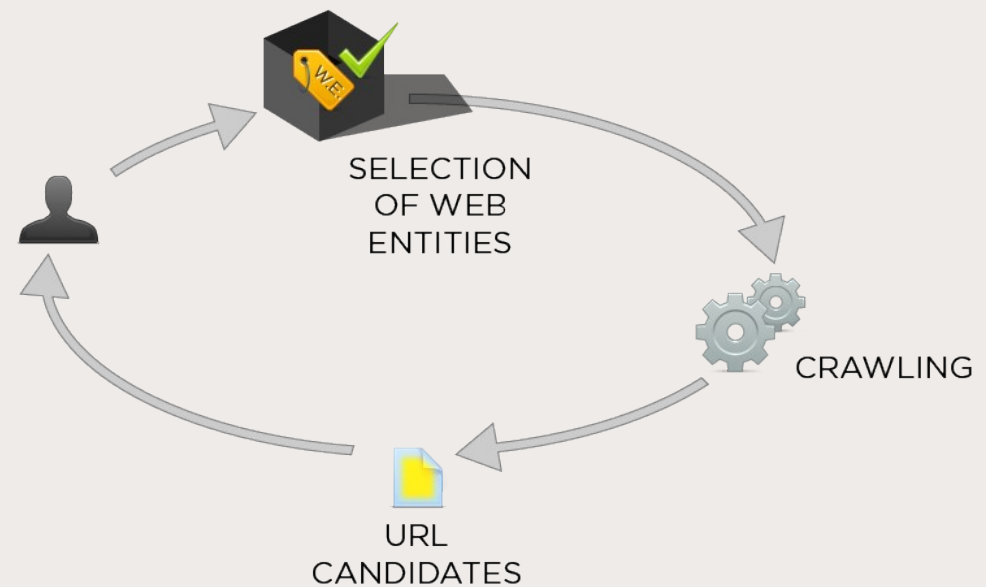 W.E.
SELECTION
OF WEB
ENTITIES
CRAWLING
URL
CANDIDATES